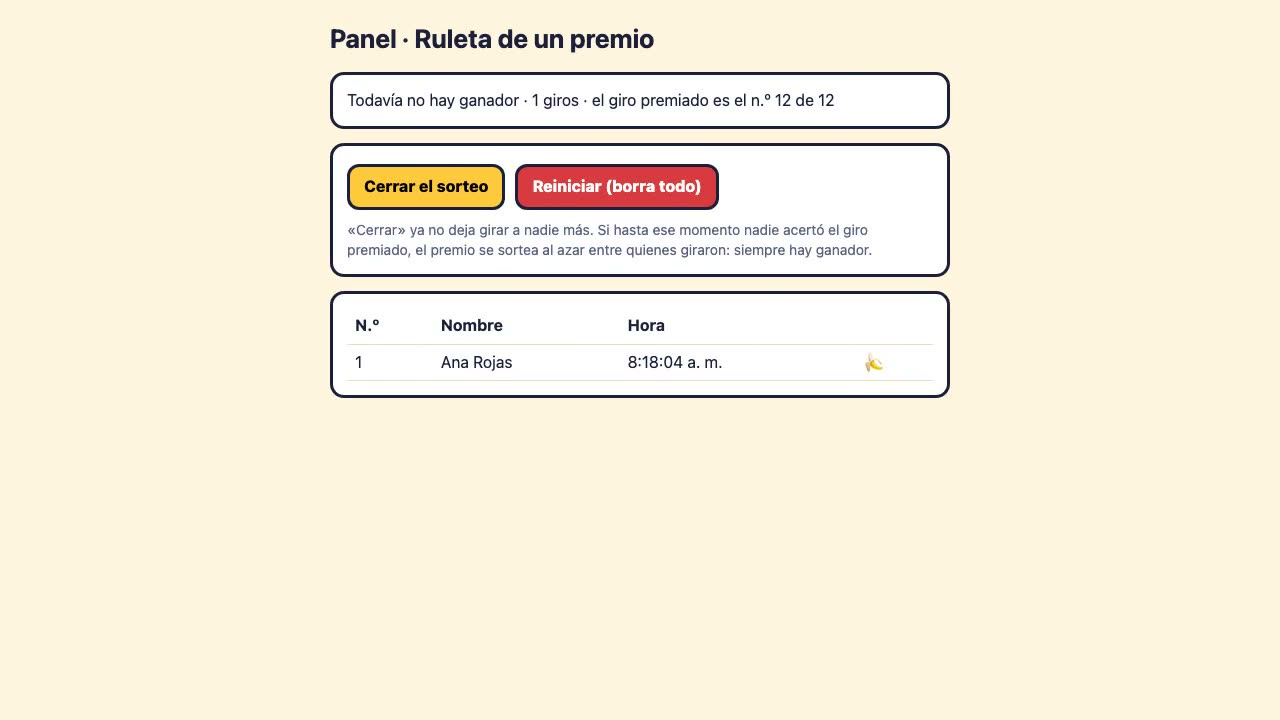 Panel · Ruleta de un premio
Todavía no hay ganador · 1 giros · el giro premiado es el n.º 12 de 12
Cerrar el sorteo
Reiniciar (borra todo)
«Cerrar» ya no deja girar a nadie más. Si hasta ese momento nadie acertó el giro
premiado, el premio se sortea al azar entre quienes giraron: siempre hay ganador.
N.º Nombre Hora
1 Ana Rojas 8:18:04 a. m.